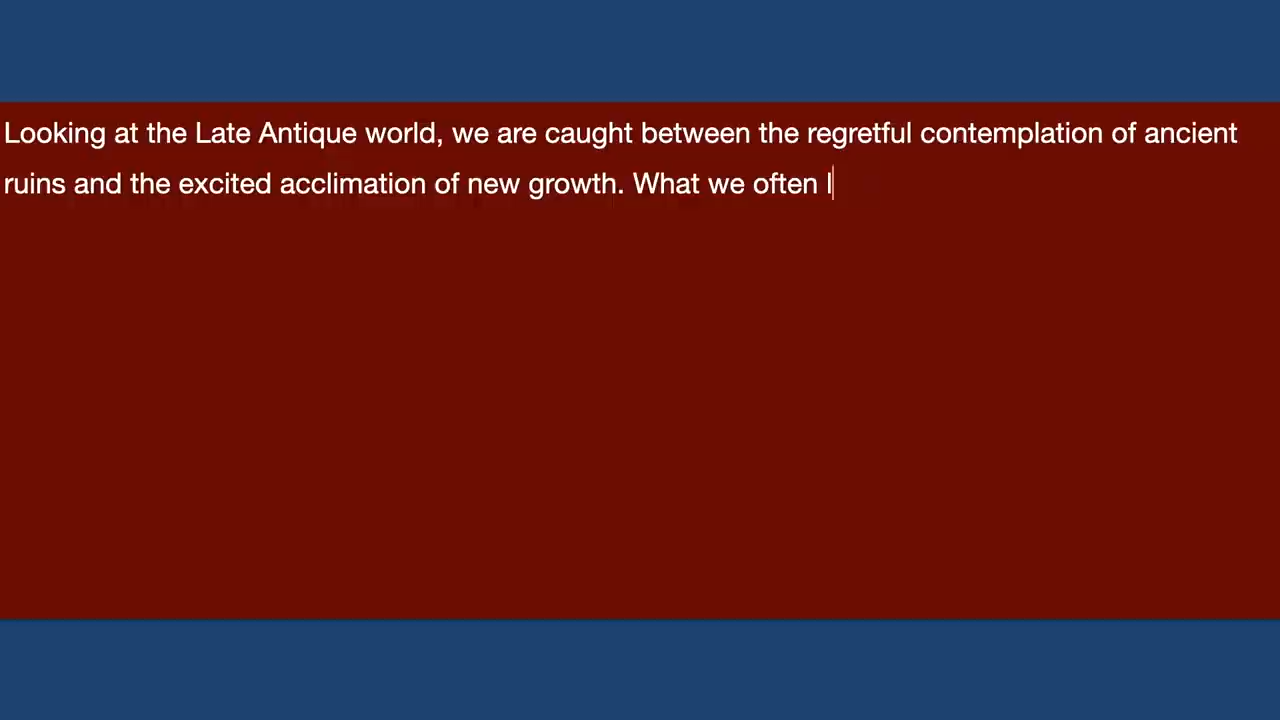 Looking at the Late Antique world, we are caught between the regretful contemplation of ancient
ruins and the excited acclimation of new growth. What we often l